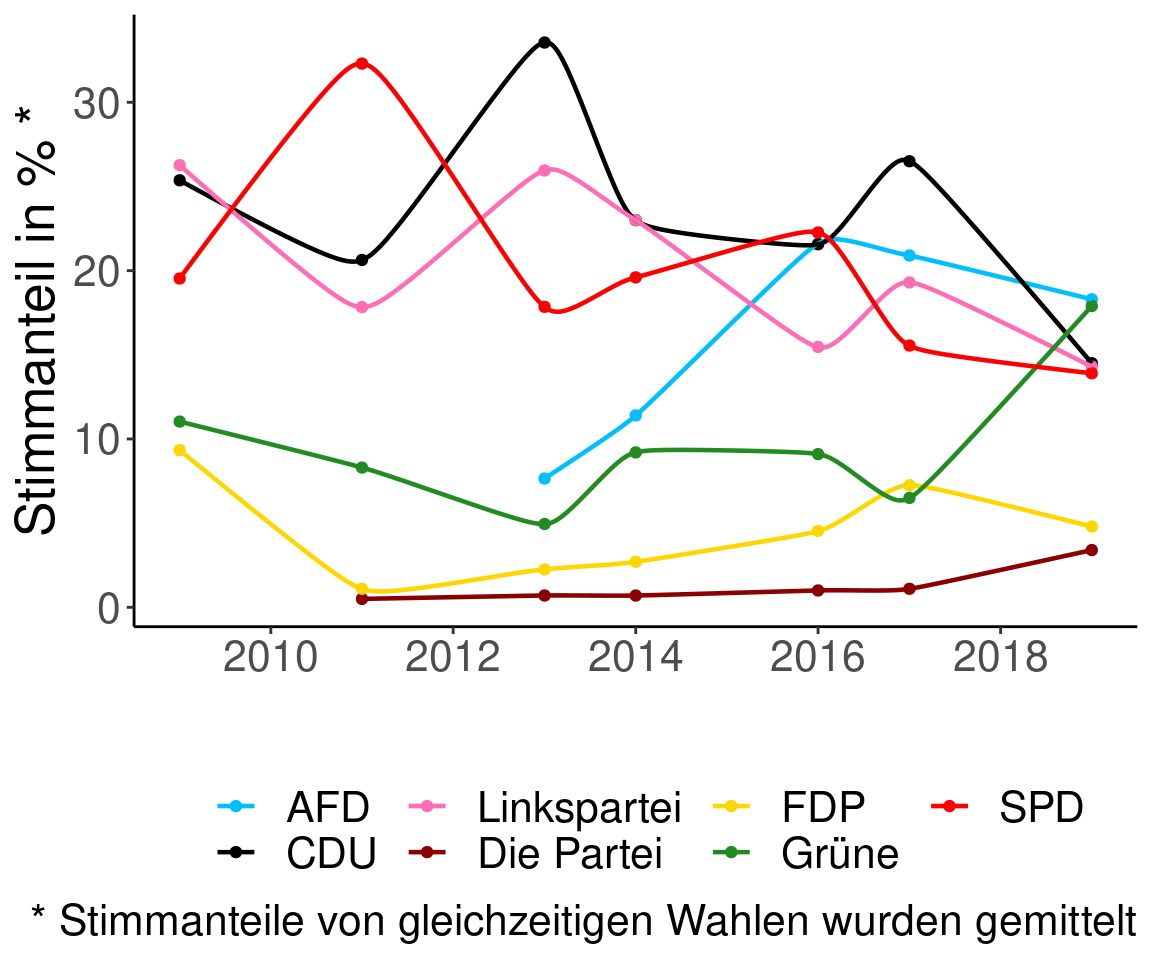 Stimmanteil in % *
30
20
10
0
2010 2012 2014 2016 2018
AFD Linkspartei FDP SPD
CDU Die Partei Grüne
* Stimmanteile von gleichzeitigen Wahlen wurden gemittelt